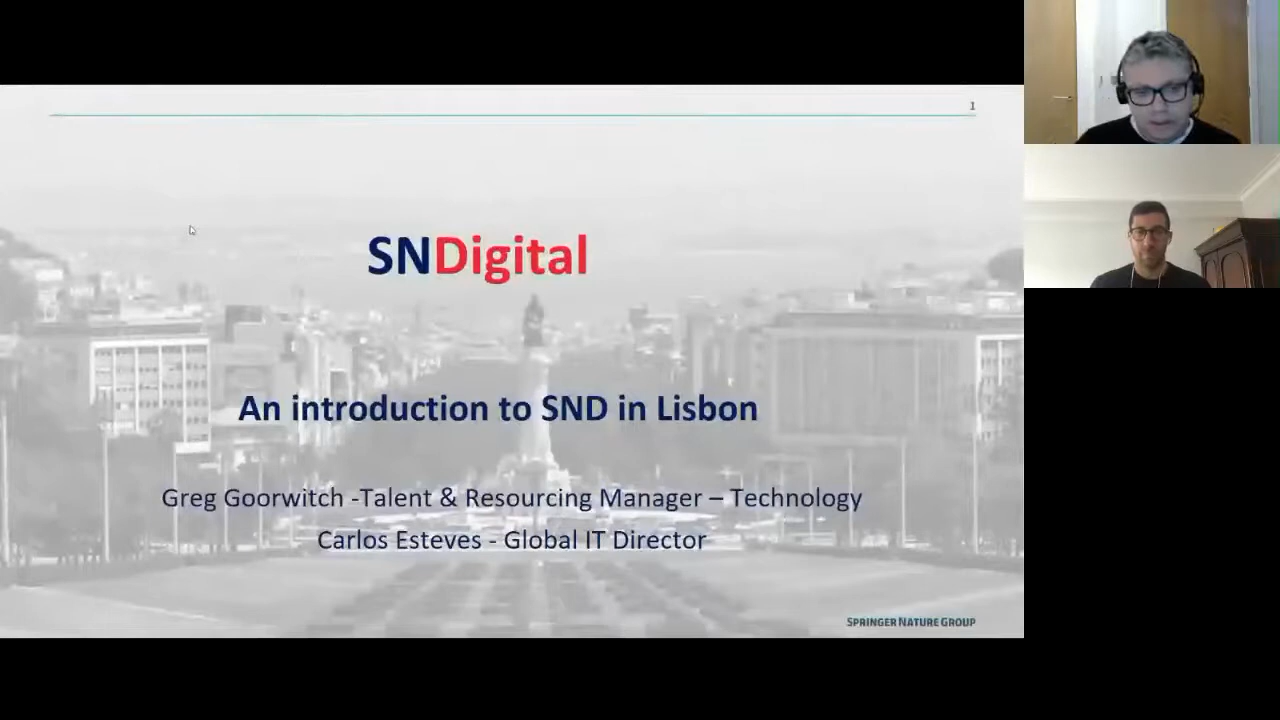 1
SNDigital
An introduction to SND in Lisbon
Greg Goorwitch -Talent & Resourcing Manager – Technology
Carlos Esteves - Global IT Director
SPRINGER NATURE GROUP